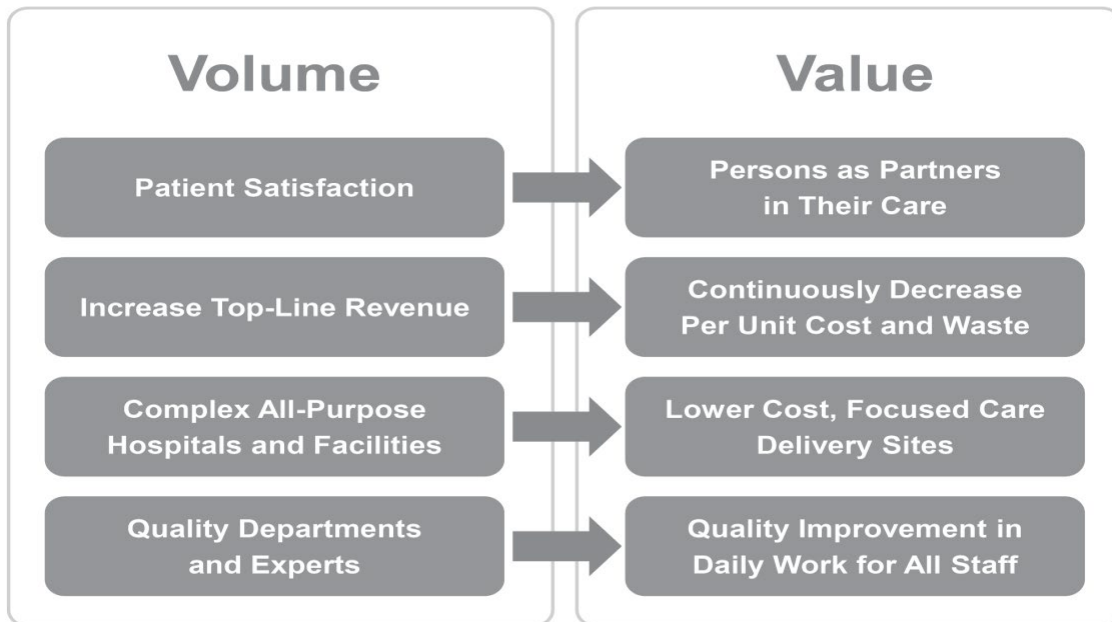 Volume
Value
Patient Satisfaction
Persons as Partners
in Their Care
Increase Top-Line Revenue
Continuously Decrease
Per Unit Cost and Waste
Complex All-Purpose
Hospitals and Facilities
Lower Cost, Focused Care
Delivery Sites
Quality Departments
and Experts
Quality Improvement in
Daily Work for All Staff